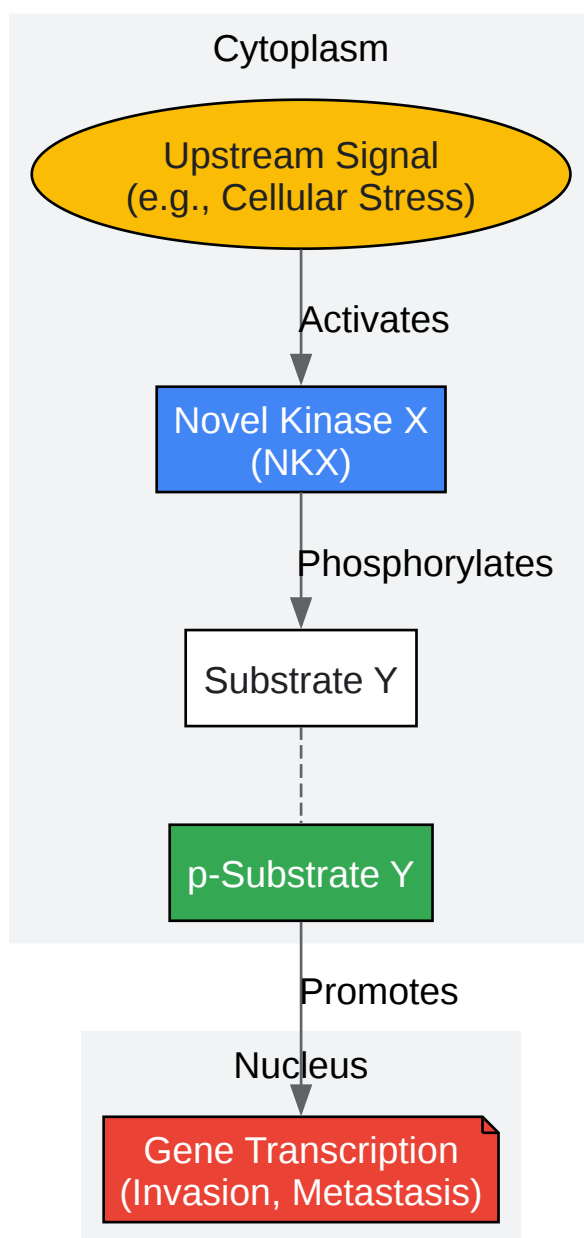 Cytoplasm
Upstream Signal
(e.g., Cellular Stress)
Activates
Novel Kinase X
(NKX)
Phosphorylates
Substrate Y
p-Substrate Y
Promotes
Nucleus
Gene Transcription
(Invasion, Metastasis)